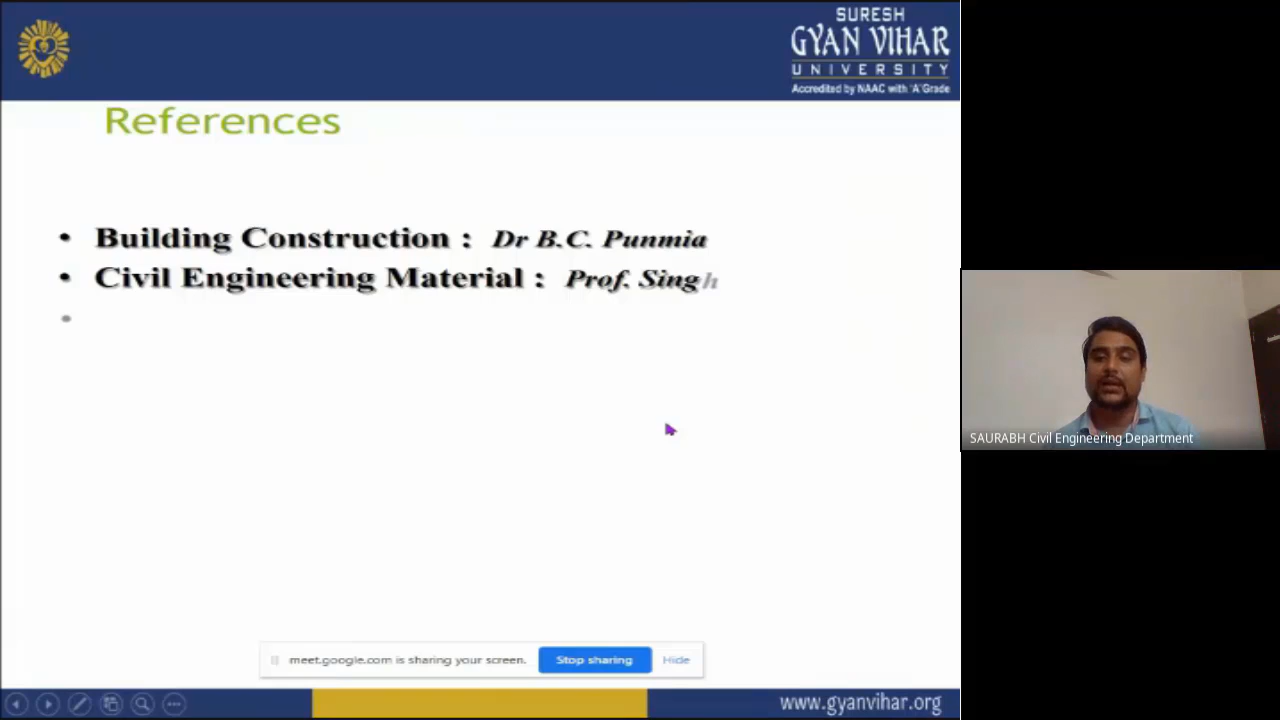 SURESH
GYAN VIHAR
UNIVERSITY
Accredited by NAAC with 'A' Grade
References
• Building Construction : Dr B.C. Punmia
• Civil Engineering Material : Prof. Singh
•
SAURABH Civil Engineering Department
meet.google.com is sharing your screen.
Stop sharing
Hide
www.gyanvihar.org